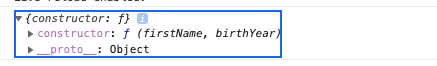 ▼{constructor: ƒ} i
▶constructor: ƒ (firstName, birthYear)
▶__proto__: Object